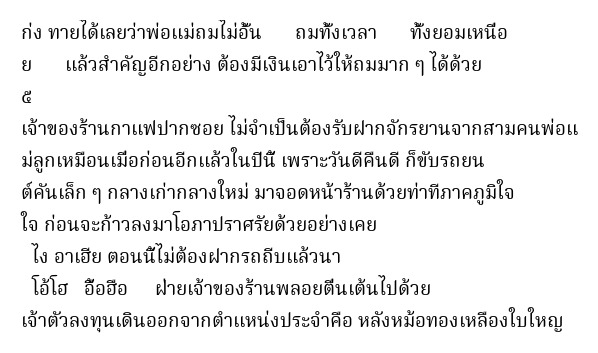 ก่ง ทายได้เลยว่าพ่อแม่ถมไม่อั้น ถมทั้งเวลา ทั้งยอมเหนื่อ
ย แล้วสำคัญอีกอย่าง ต้องมีเงินเอาไว้ให้ถมมาก ๆ ได้ด้วย
๕
เจ้าของร้านกาแฟปากซอย ไม่จำเป็นต้องรับฝากจักรยานจากสามคนพ่อแ
ม่ลูกเหมือนเมื่อก่อนอีกแล้วในปีนี้ เพราะวันดีคืนดี ก็ขับรถยน
ต์คันเล็ก ๆ กลางเก่ากลางใหม่ มาจอดหน้าร้านด้วยท่าทีภาคภูมิใจ
ใจ ก่อนจะก้าวลงมาโอภาปราศรัยด้วยอย่างเคย
ไง อาเฮีย ตอนนี้ไม่ต้องฝากรถถีบแล้วนา
โอ้โฮ อื้อฮือ ฝ่ายเจ้าของร้านพลอยตื่นเต้นไปด้วย
เจ้าตัวลงทุนเดินออกจากตำแหน่งประจำคือ หลังหม้อทองเหลืองใบใหญ่